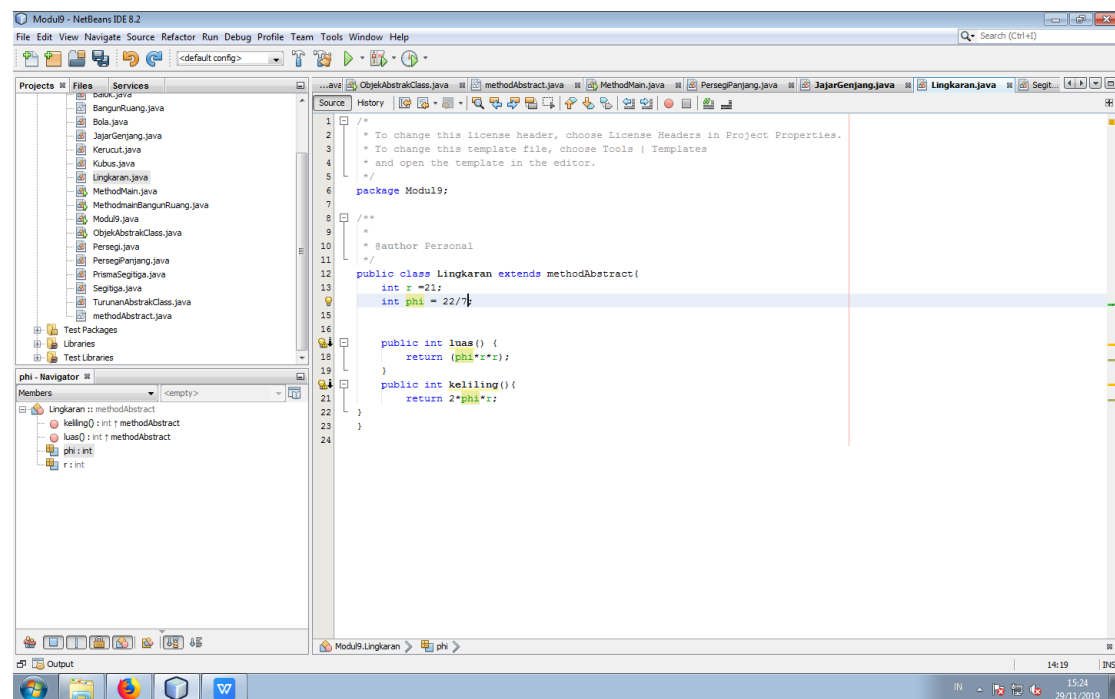 Modul9 - NetBeans IDE 8.2
File Edit View Navigate Source Refactor Run Debug Profile Team Tools Window Help
Search (Ctrl+I)
<default config>
Projects Files Services
...ava ObjekAbstrakClass.java methodAbstract.java MethodMain.java PersegiPanjang.java JajarGenjang.java Lingkaran.java Segit...
Source History
Balok.java
BangunRuang.java
Bola.java
JajarGenjang.java
Kerucut.java
Kubus.java
Lingkaran.java
MethodMain.java
MethodmainBangunRuang.java
Modul9.java
ObjekAbstrakClass.java
Persegi.java
PersegiPanjang.java
PrismaSegitiga.java
Segitiga.java
TurunanAbstrakClass.java
methodAbstract.java
Test Packages
Libraries
Test Libraries
phi - Navigator
Members <empty>
Lingkaran :: methodAbstract
keliling() : int ↑ methodAbstract
luas() : int ↑ methodAbstract
phi : int
r : int
1 /*
2 * To change this license header, choose License Headers in Project Properties.
3 * To change this template file, choose Tools | Templates
4 * and open the template in the editor.
5 */
6 package Modul9;
7
8 /**
9 *
10 * @author Personal
11 */
12 public class Lingkaran extends methodAbstract{
13 int r =21;
int phi = 22/7;
15
16
public int luas() {
18 return (phi*r*r);
19 }
public int keliling(){
21 return 2*phi*r;
22 }
23 }
24
Modul9.Lingkaran phi
Output
14:19 INS
IN 15:24
29/11/2019